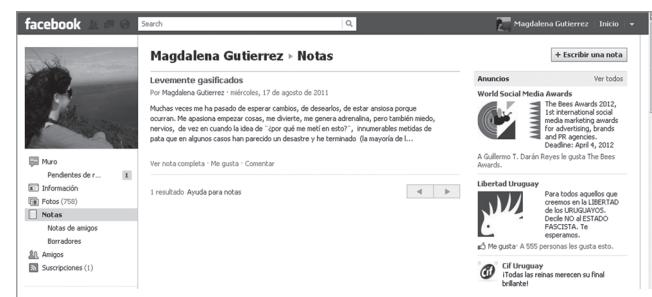 facebook
Search
Magdalena Gutierrez
Inicio
Magdalena Gutierrez ▸ Notas
+ Escribir una nota
Levemente gasificados
Por Magdalena Gutierrez · miércoles, 17 de agosto de 2011
Muchas veces me ha pasado de esperar cambios, de desearlos, de estar ansiosa porque
ocurran. Me apasiona empezar cosas, me divierte, me genera adrenalina, pero también miedo,
nervios, de vez en cuando la idea de ¨¿por qué me metí en esto?¨, innumerables metidas de
pata que en algunos casos han parecido un desastre y he terminado (la mayoría de l...
Ver nota completa · Me gusta · Comentar
1 resultado Ayuda para notas
Muro
Pendientes de r... 1
Información
Fotos (758)
Notas
Notas de amigos
Borradores
Amigos
Suscripciones (1)
Anuncios
Ver todos
World Social Media Awards
The Bees Awards 2012,
1st international social
media marketing awards
for advertising, brands
and PR agencies.
Deadline: April 4, 2012
A Guillermo T. Darán Reyes le gusta The Bees
Awards.
Libertad Uruguay
Para todos aquellos que
creemos en la LIBERTAD
de los URUGUAYOS.
Decile NO al ESTADO
FASCISTA. Te
esperamos.
Me gusta · A 555 personas les gusta esto.
Cif Uruguay
Cif
¡Todas las reinas merecen su final
brillante!